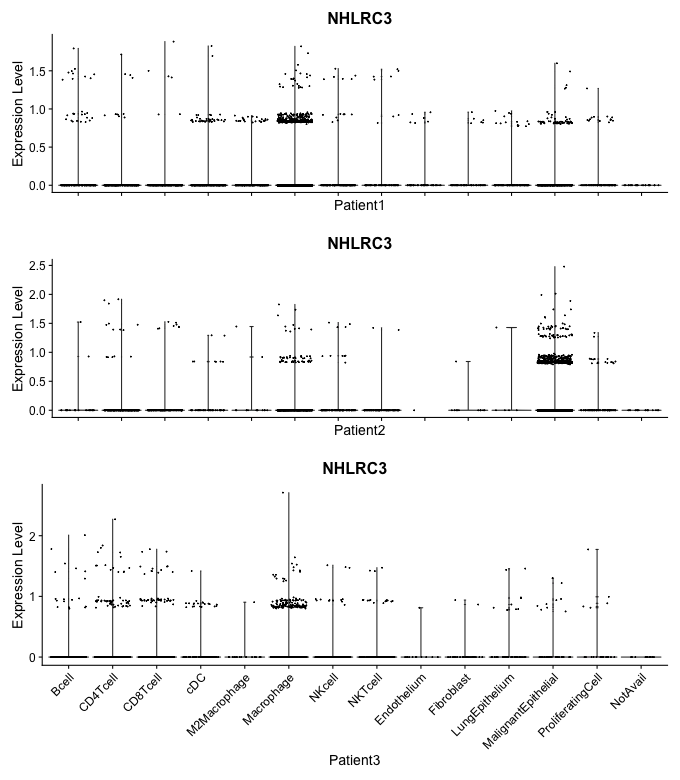 NHLRC3
Expression Level
1.5
1.0
0.5
0.0
Patient1
NHLRC3
Expression Level
2.5
2.0
1.5
1.0
0.5
0.0
Patient2
NHLRC3
Expression Level
2
1
0
Bcell
CD4Tcell
CD8Tcell
cDC
M2Macrophage
Macrophage
NKcell
NKTcell
Endothelium
Fibroblast
LungEpithelium
MalignantEpithelial
ProliferatingCell
NotAvail
Patient3